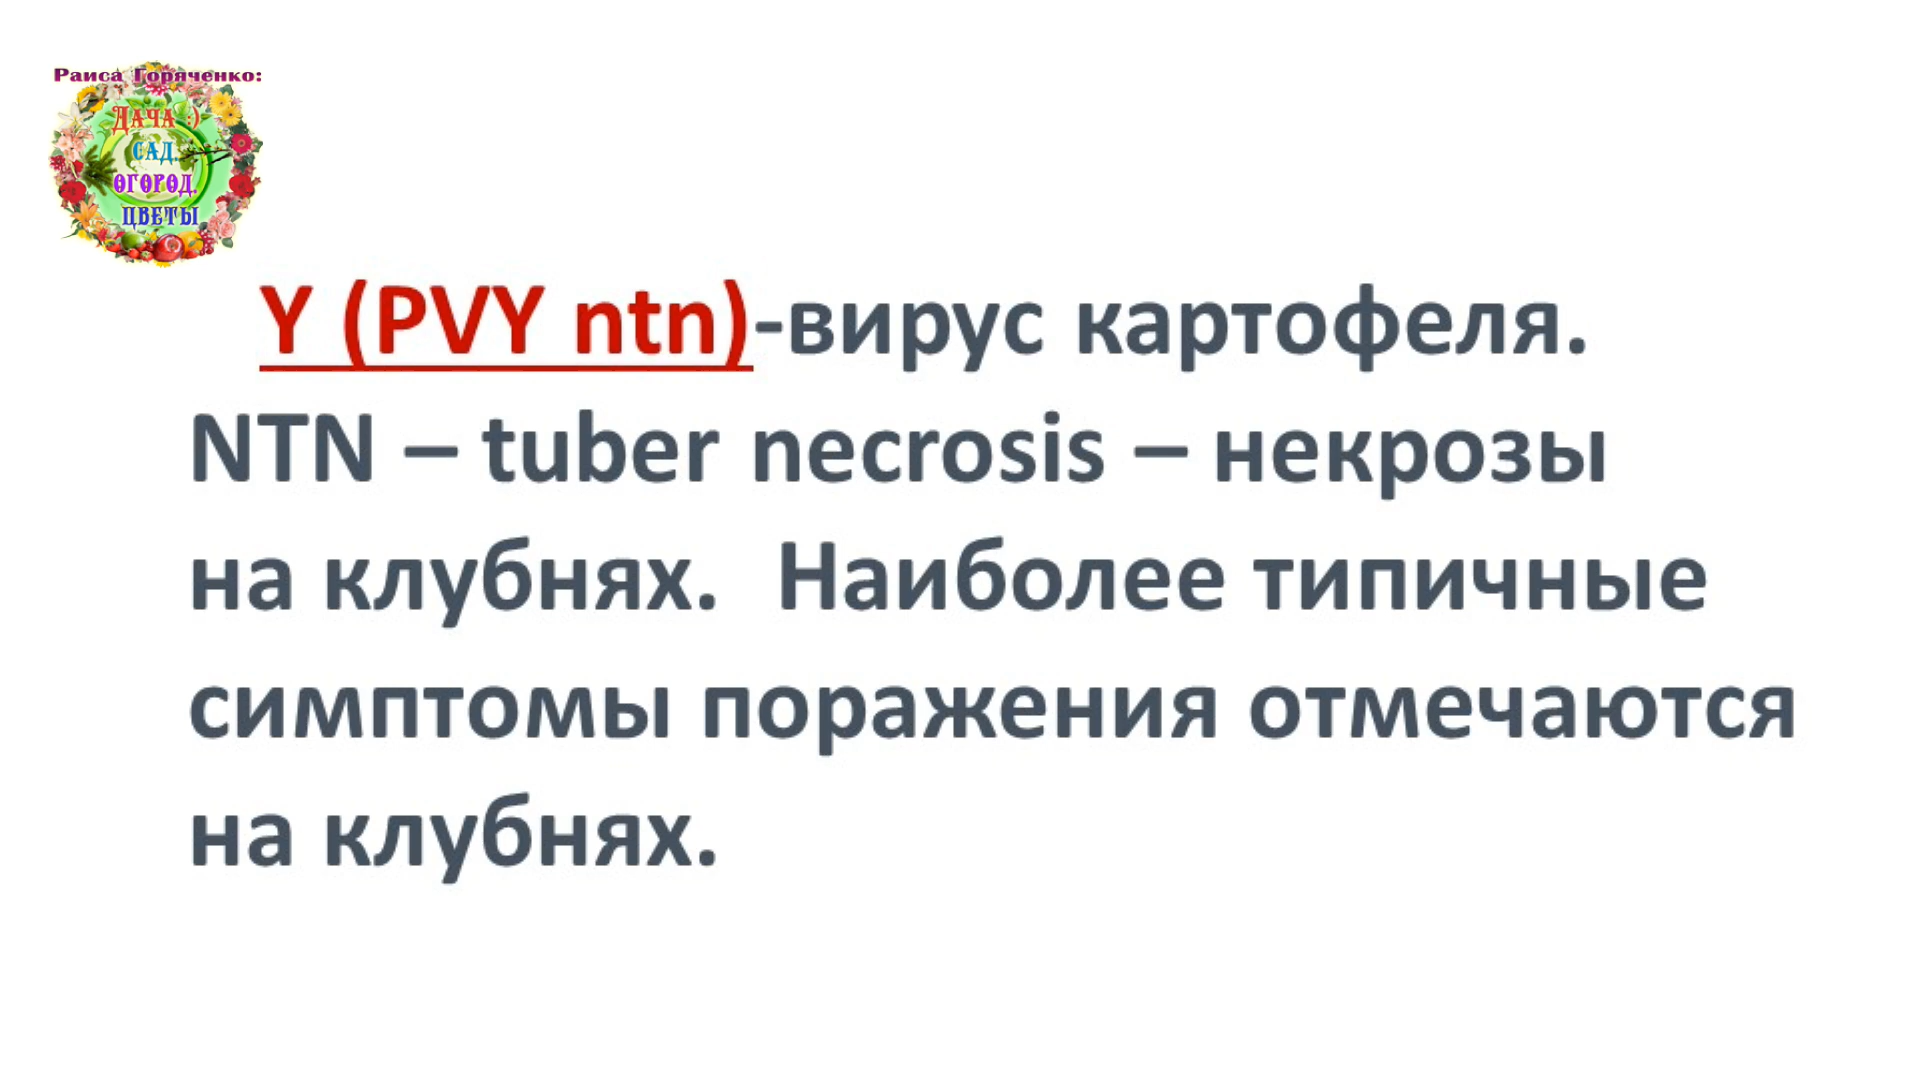 Раиса Горяченко:
Дача :)
САД,
ОГОРОД,
ЦВЕТЫ
Y (PVY ntn)-вирус картофеля.
NTN – tuber necrosis – некрозы
на клубнях. Наиболее типичные
симптомы поражения отмечаются
на клубнях.